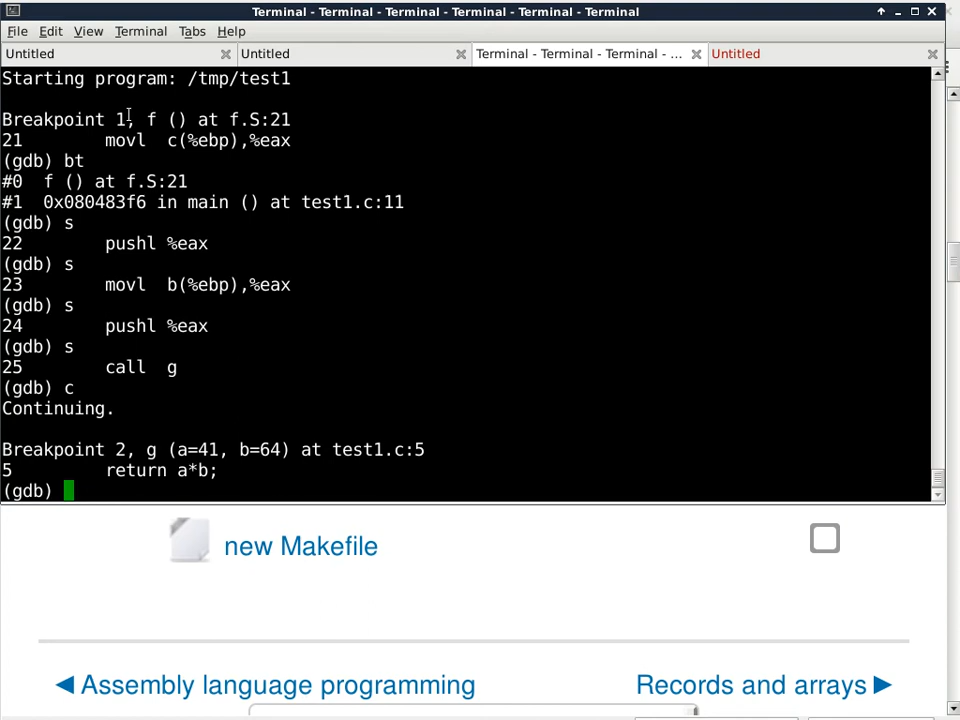 Terminal - Terminal - Terminal - Terminal - Terminal - Terminal
File Edit View Terminal Tabs Help
Untitled Untitled Terminal - Terminal - Terminal - ... Untitled
Starting program: /tmp/test1
Breakpoint 1, f () at f.S:21
21 movl c(%ebp),%eax
(gdb) bt
#0 f () at f.S:21
#1 0x080483f6 in main () at test1.c:11
(gdb) s
22 pushl %eax
(gdb) s
23 movl b(%ebp),%eax
(gdb) s
24 pushl %eax
(gdb) s
25 call g
(gdb) c
Continuing.
Breakpoint 2, g (a=41, b=64) at test1.c:5
5 return a*b;
(gdb)
new Makefile
◀ Assembly language programming Records and arrays ▶